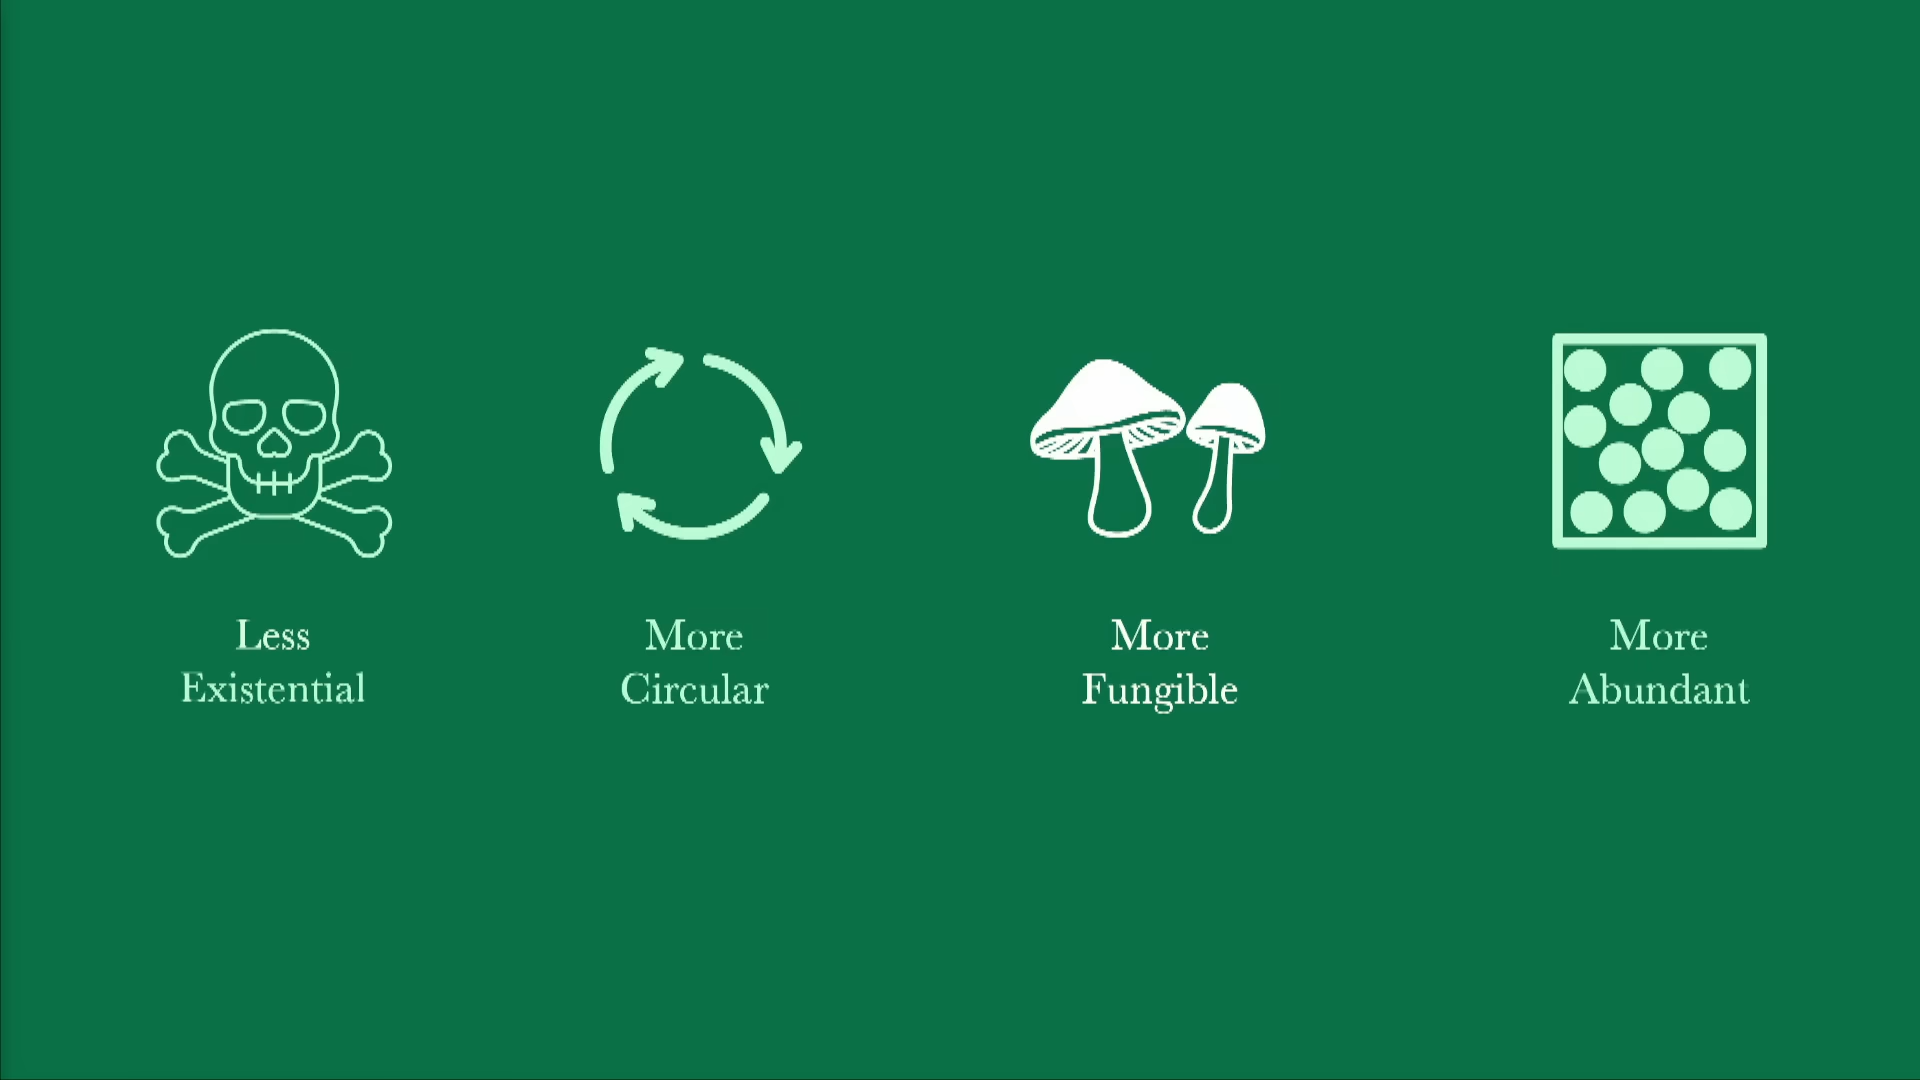 Less
Existential
More
Circular
More
Fungible
More
Abundant